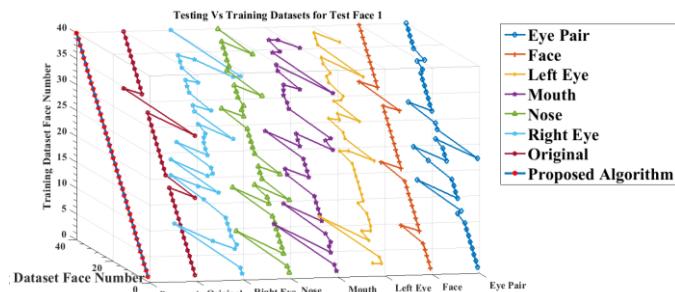 Testing Vs Training Datasets for Test Face 1
Training Dataset Face Number
40
35
30
25
20
15
10
5
0
40
20
0
Dataset Face Number
Original
Right Eye
Nose
Mouth
Left Eye
Face
Eye Pair
Eye Pair
Face
Left Eye
Mouth
Nose
Right Eye
Original
Proposed Algorithm